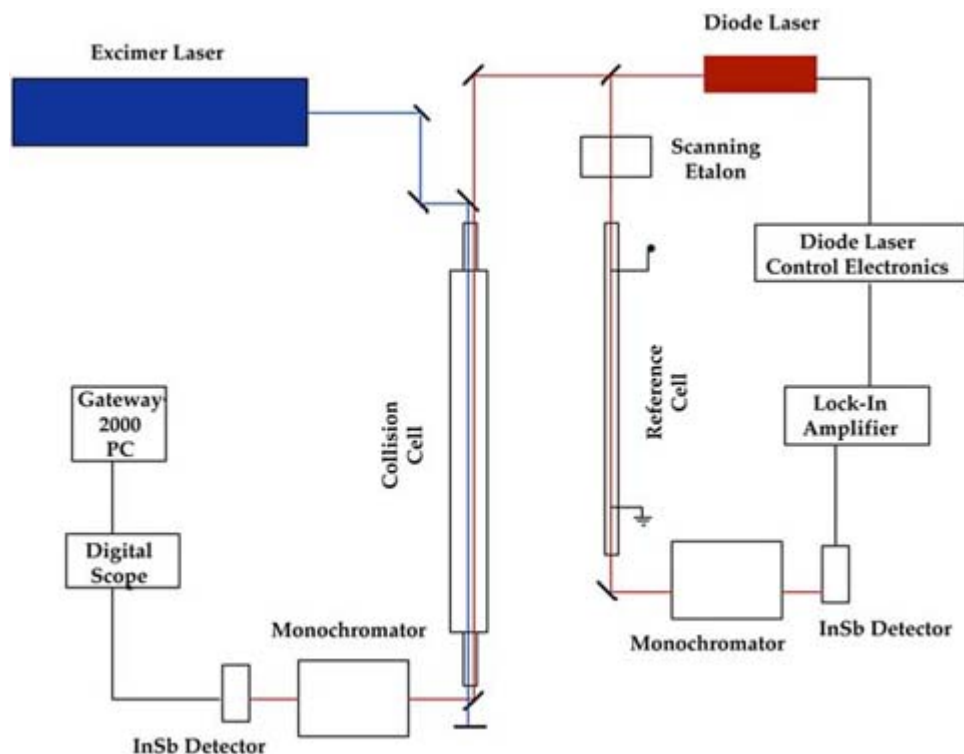 Diode Laser
Excimer Laser
Scanning
Etalon
Diode Laser
Control Electronics
Reference
Cell
Collision
Cell
Gateway
2000
PC
Lock-In
Amplifier
Digital
Scope
Monochromator
Monochromator
InSb Detector
InSb Detector